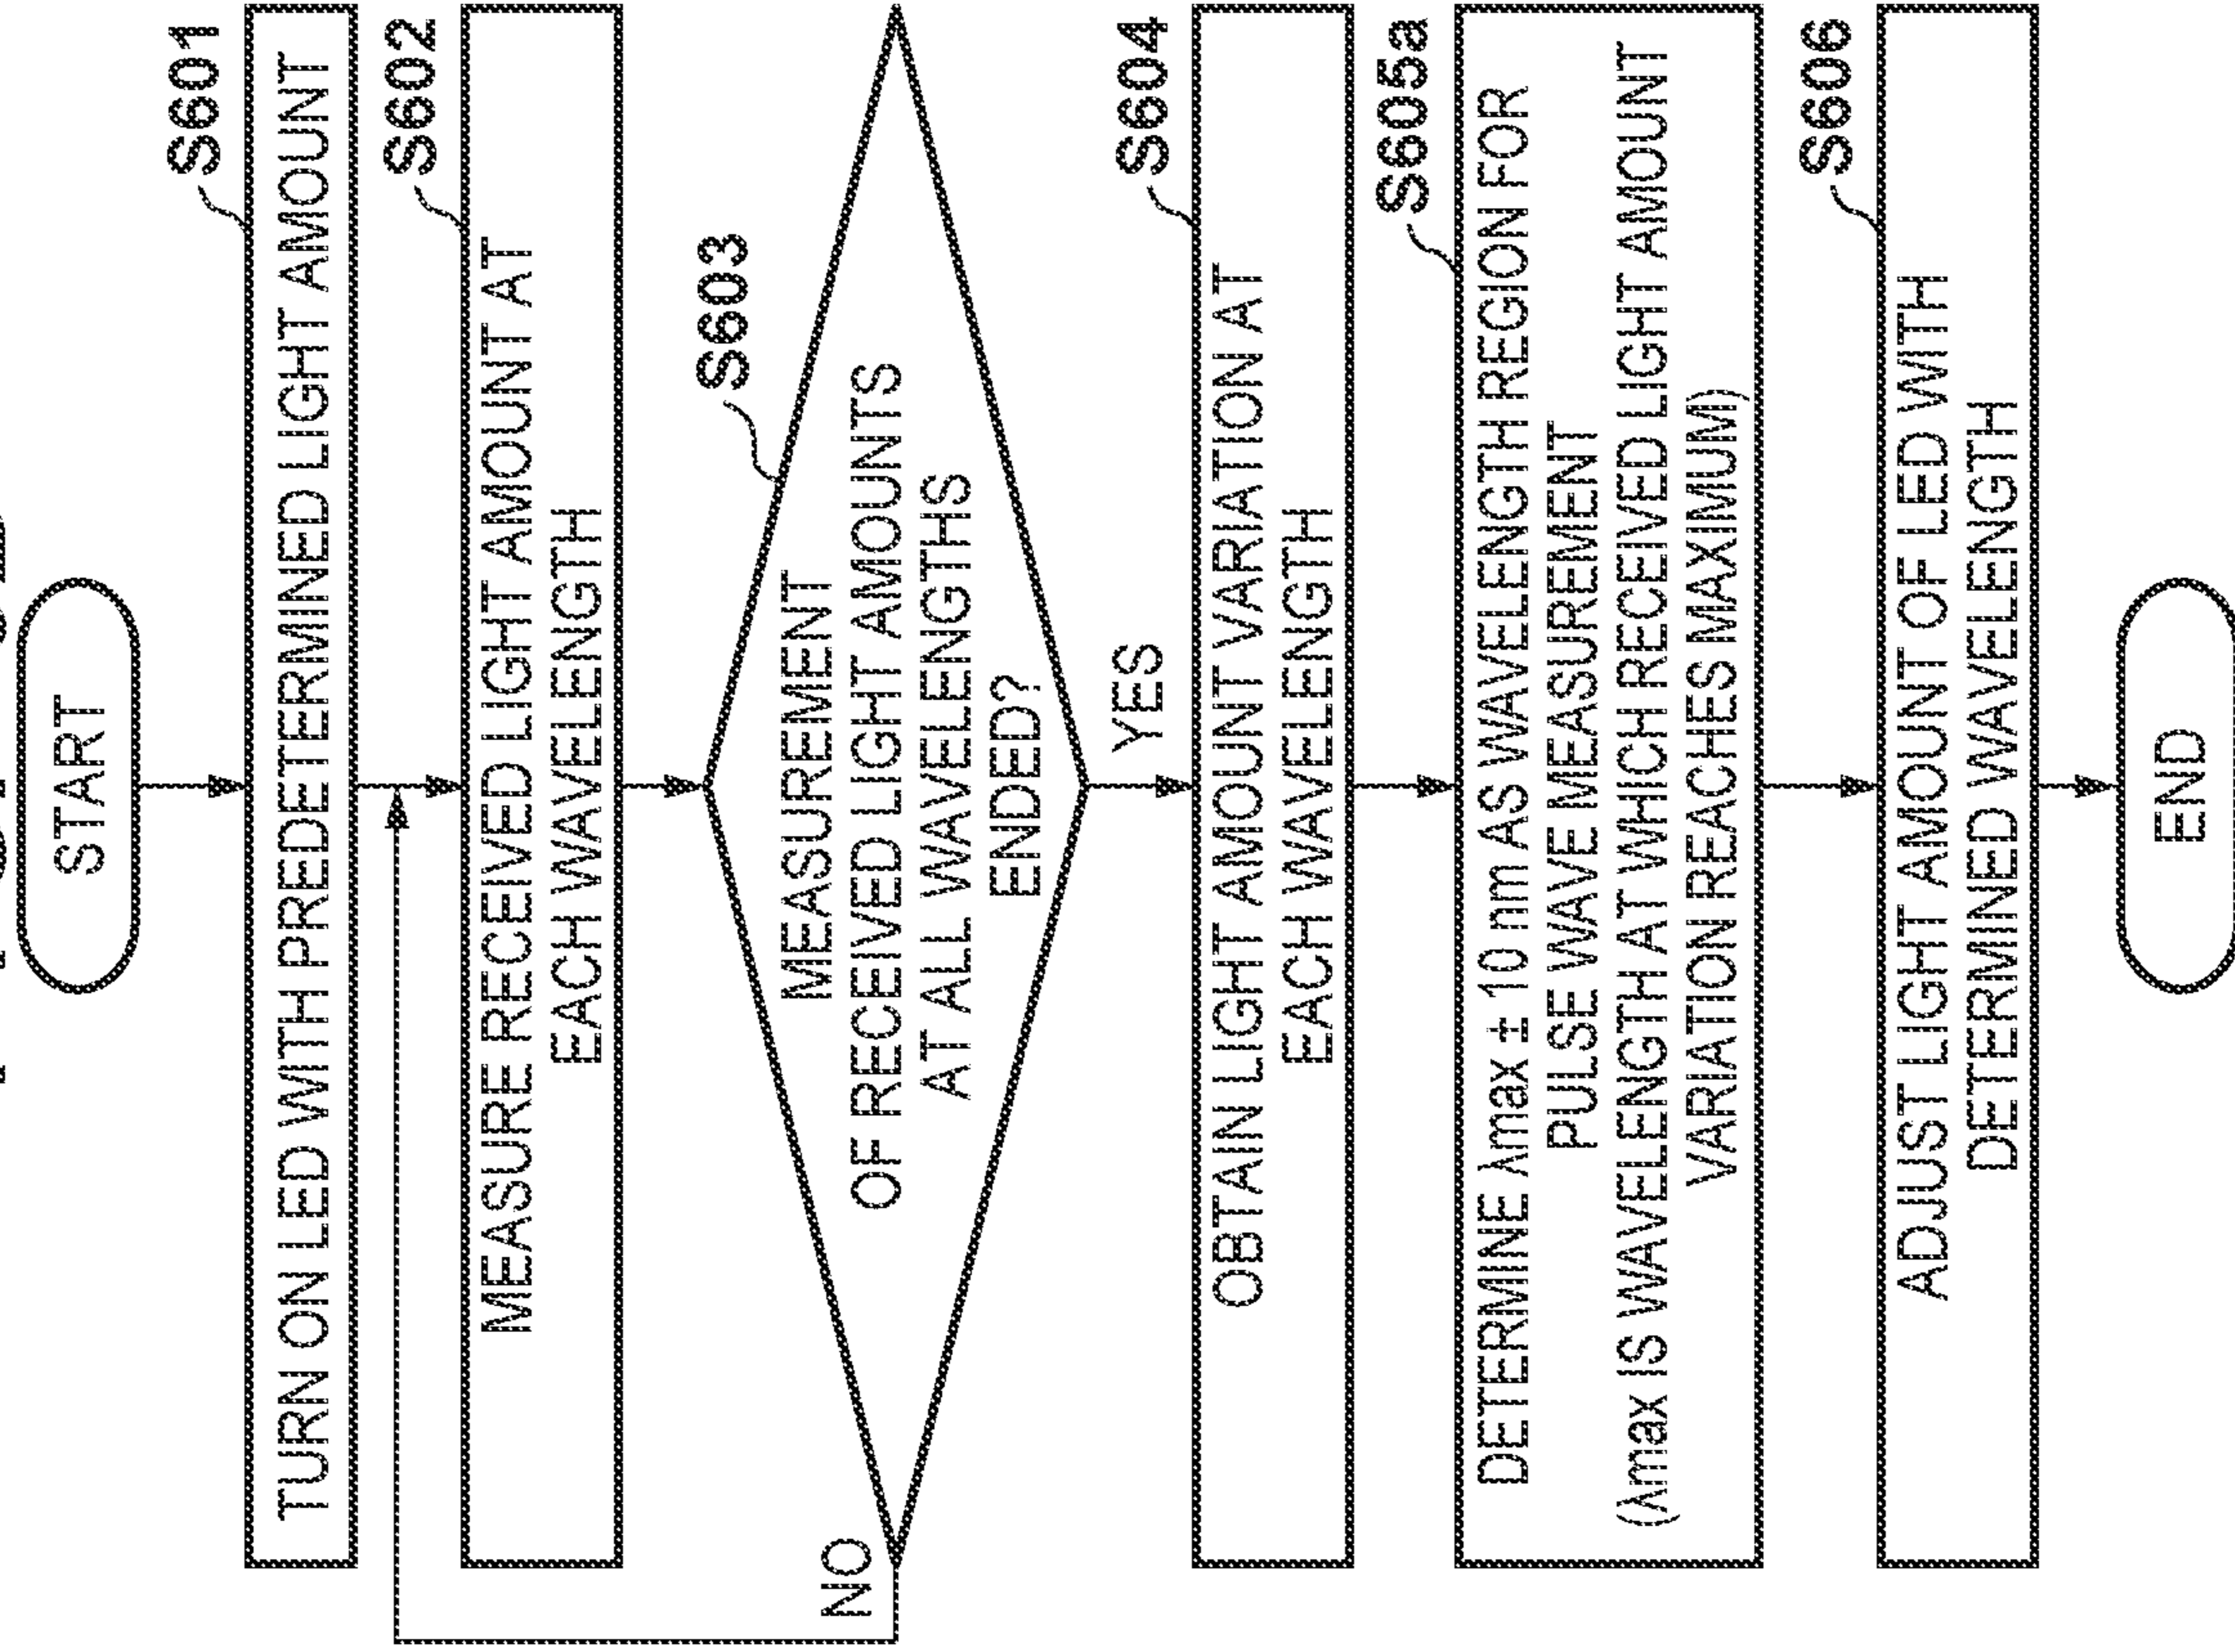 START
S601
TURN ON LED WITH PREDETERMINED LIGHT AMOUNT
S602
MEASURE RECEIVED LIGHT AMOUNT AT
EACH WAVELENGTH
S603
MEASUREMENT
OF RECEIVED LIGHT AMOUNTS
AT ALL WAVELENGTHS
ENDED?
NO
YES
S604
OBTAIN LIGHT AMOUNT VARIATION AT
EACH WAVELENGTH
S605a
DETERMINE λmax ± 10 nm AS WAVELENGTH REGION FOR
PULSE WAVE MEASUREMENT
(λmax IS WAVELENGTH AT WHICH RECEIVED LIGHT AMOUNT
VARIATION REACHES MAXIMUM)
S606
ADJUST LIGHT AMOUNT OF LED WITH
DETERMINED WAVELENGTH
END